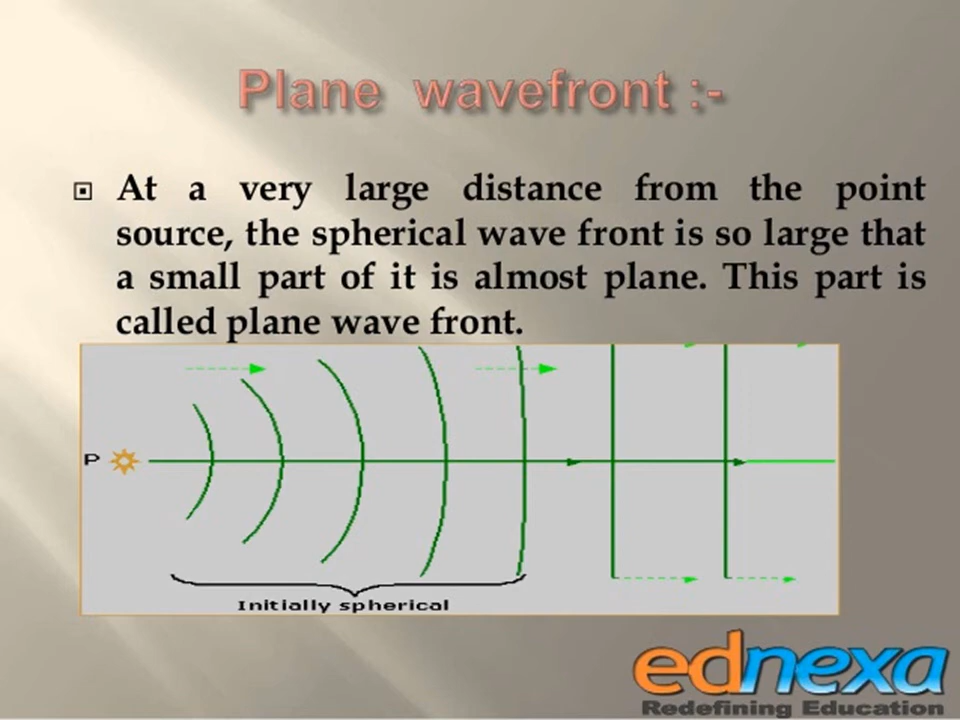 Plane wavefront :-
At a very large distance from the point
source, the spherical wave front is so large that
a small part of it is almost plane. This part is
called plane wave front.
P
Initially spherical
ednexa
Redefining Education